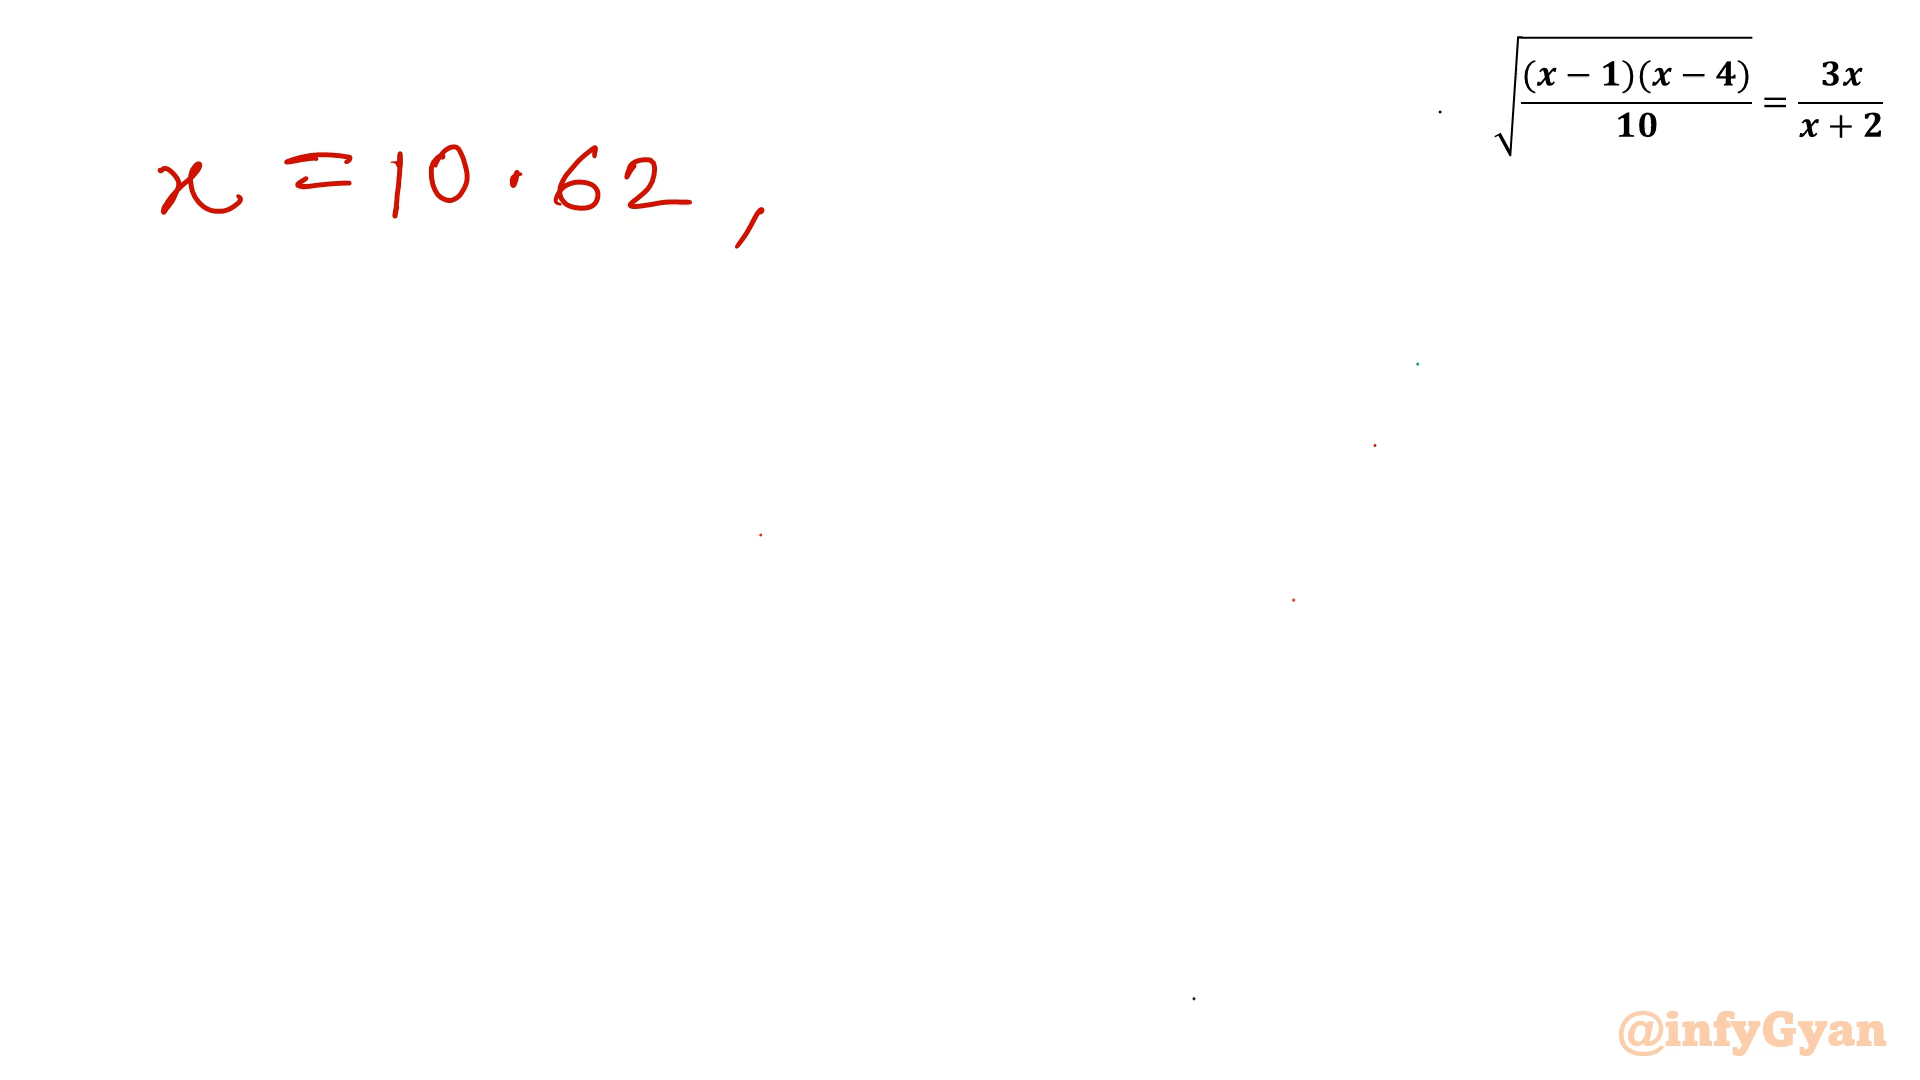 √((x − 1)(x − 4)/10) = 3x/(x + 2)
x = 10.62,
@infyGyan